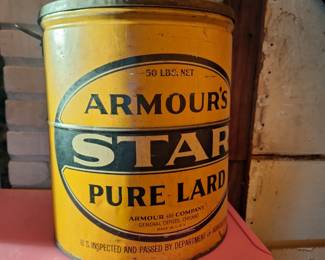 50 LBS. NET
ARMOUR'S
STAR
PURE LARD
ARMOUR AND COMPANY
GENERAL OFFICES, CHICAGO
U.S. INSPECTED AND PASSED BY DEPARTMENT OF AGRICULTURE